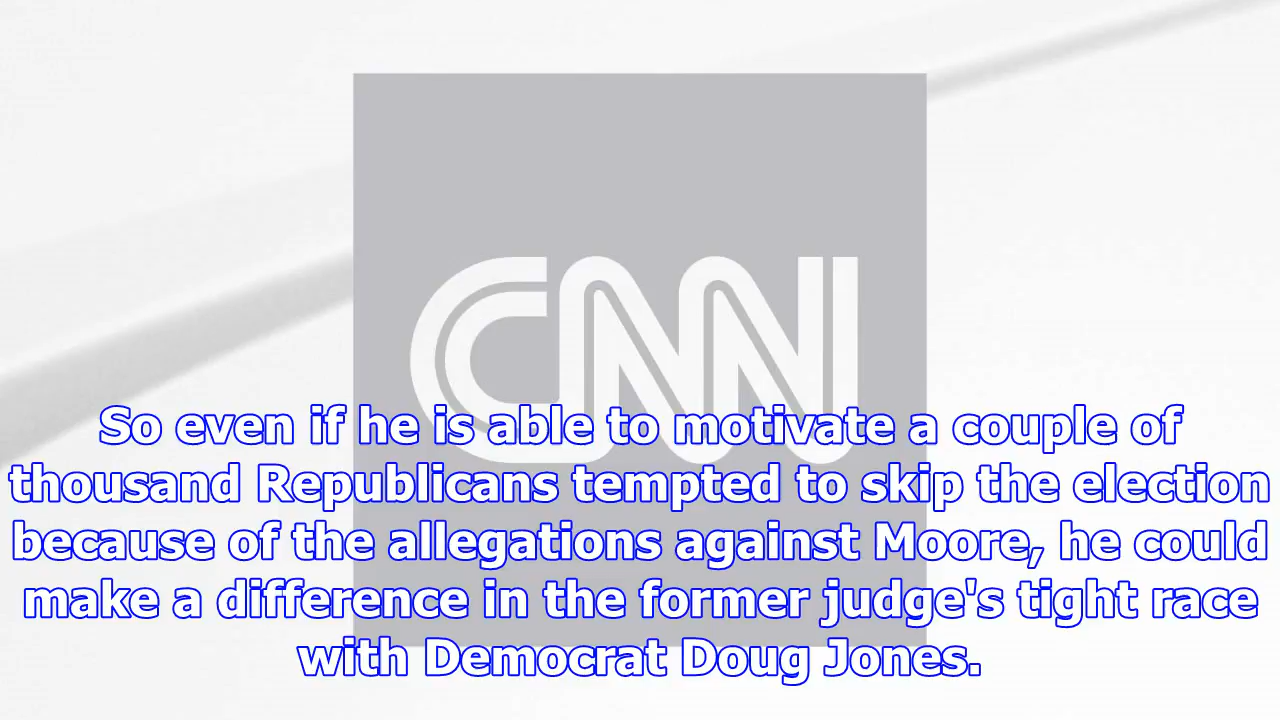 CNN
So even if he is able to motivate a couple of
thousand Republicans tempted to skip the election
because of the allegations against Moore, he could
make a difference in the former judge's tight race
with Democrat Doug Jones.